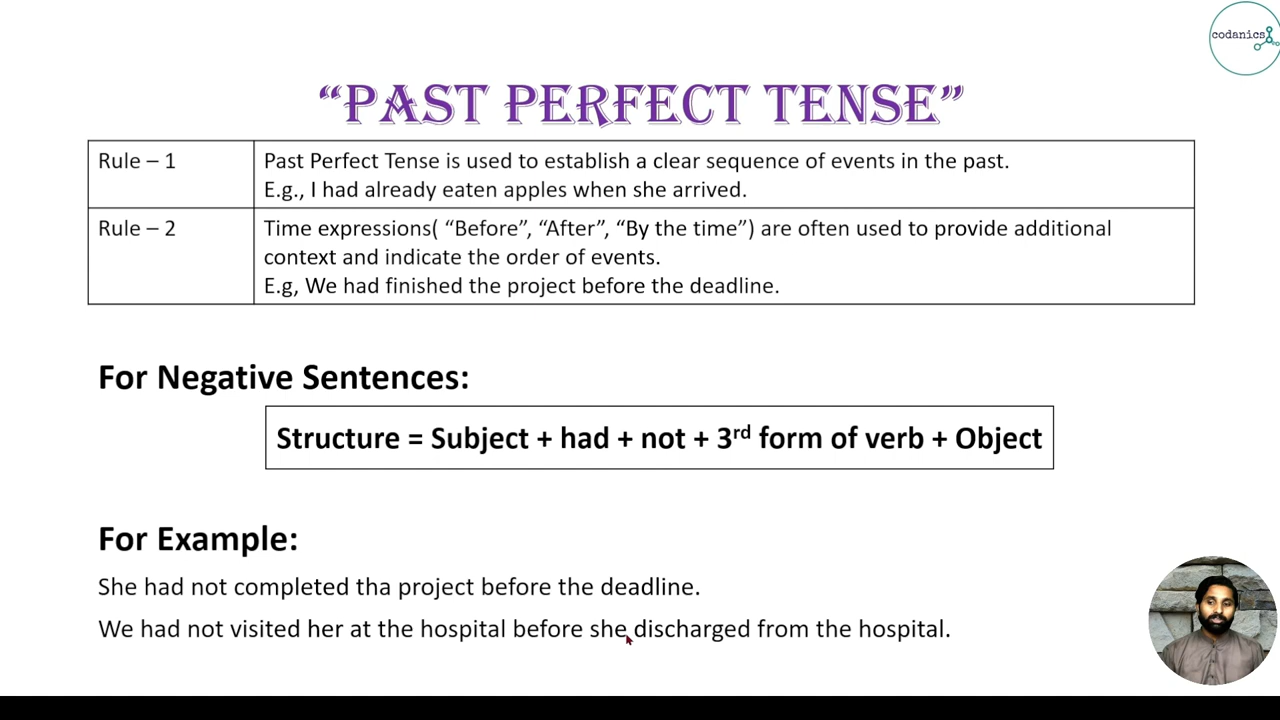 codanics
“PAST PERFECT TENSE”
Rule – 1
Past Perfect Tense is used to establish a clear sequence of events in the past.
E.g., I had already eaten apples when she arrived.
Rule – 2
Time expressions( “Before”, “After”, “By the time”) are often used to provide additional
context and indicate the order of events.
E.g, We had finished the project before the deadline.
For Negative Sentences:
Structure = Subject + had + not + 3rd form of verb + Object
For Example:
She had not completed tha project before the deadline.
We had not visited her at the hospital before she discharged from the hospital.